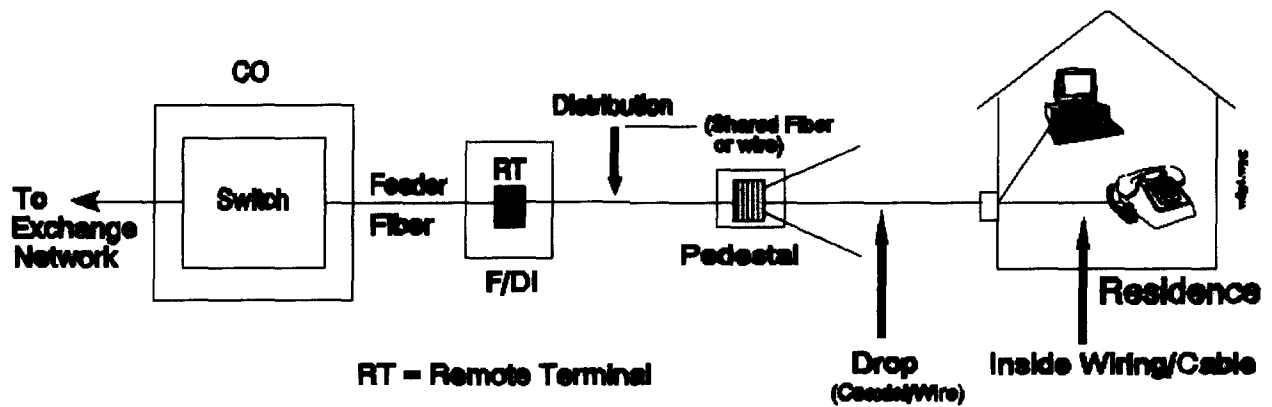 CO
Switch
To
Exchange
Network
Feeder
Fiber
RT
F/DI
Distribution
(Shared Fiber
or wire)
Pedestal
Drop
(Coaxial/Wire)
Inside Wiring/Cable
Residence
RT = Remote Terminal